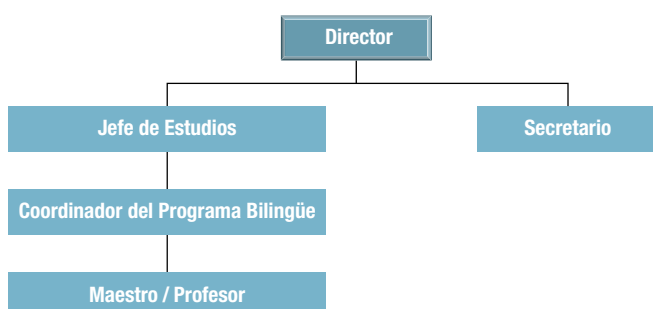 Director
Jefe de Estudios
Secretario
Coordinador del Programa Bilingüe
Maestro / Profesor